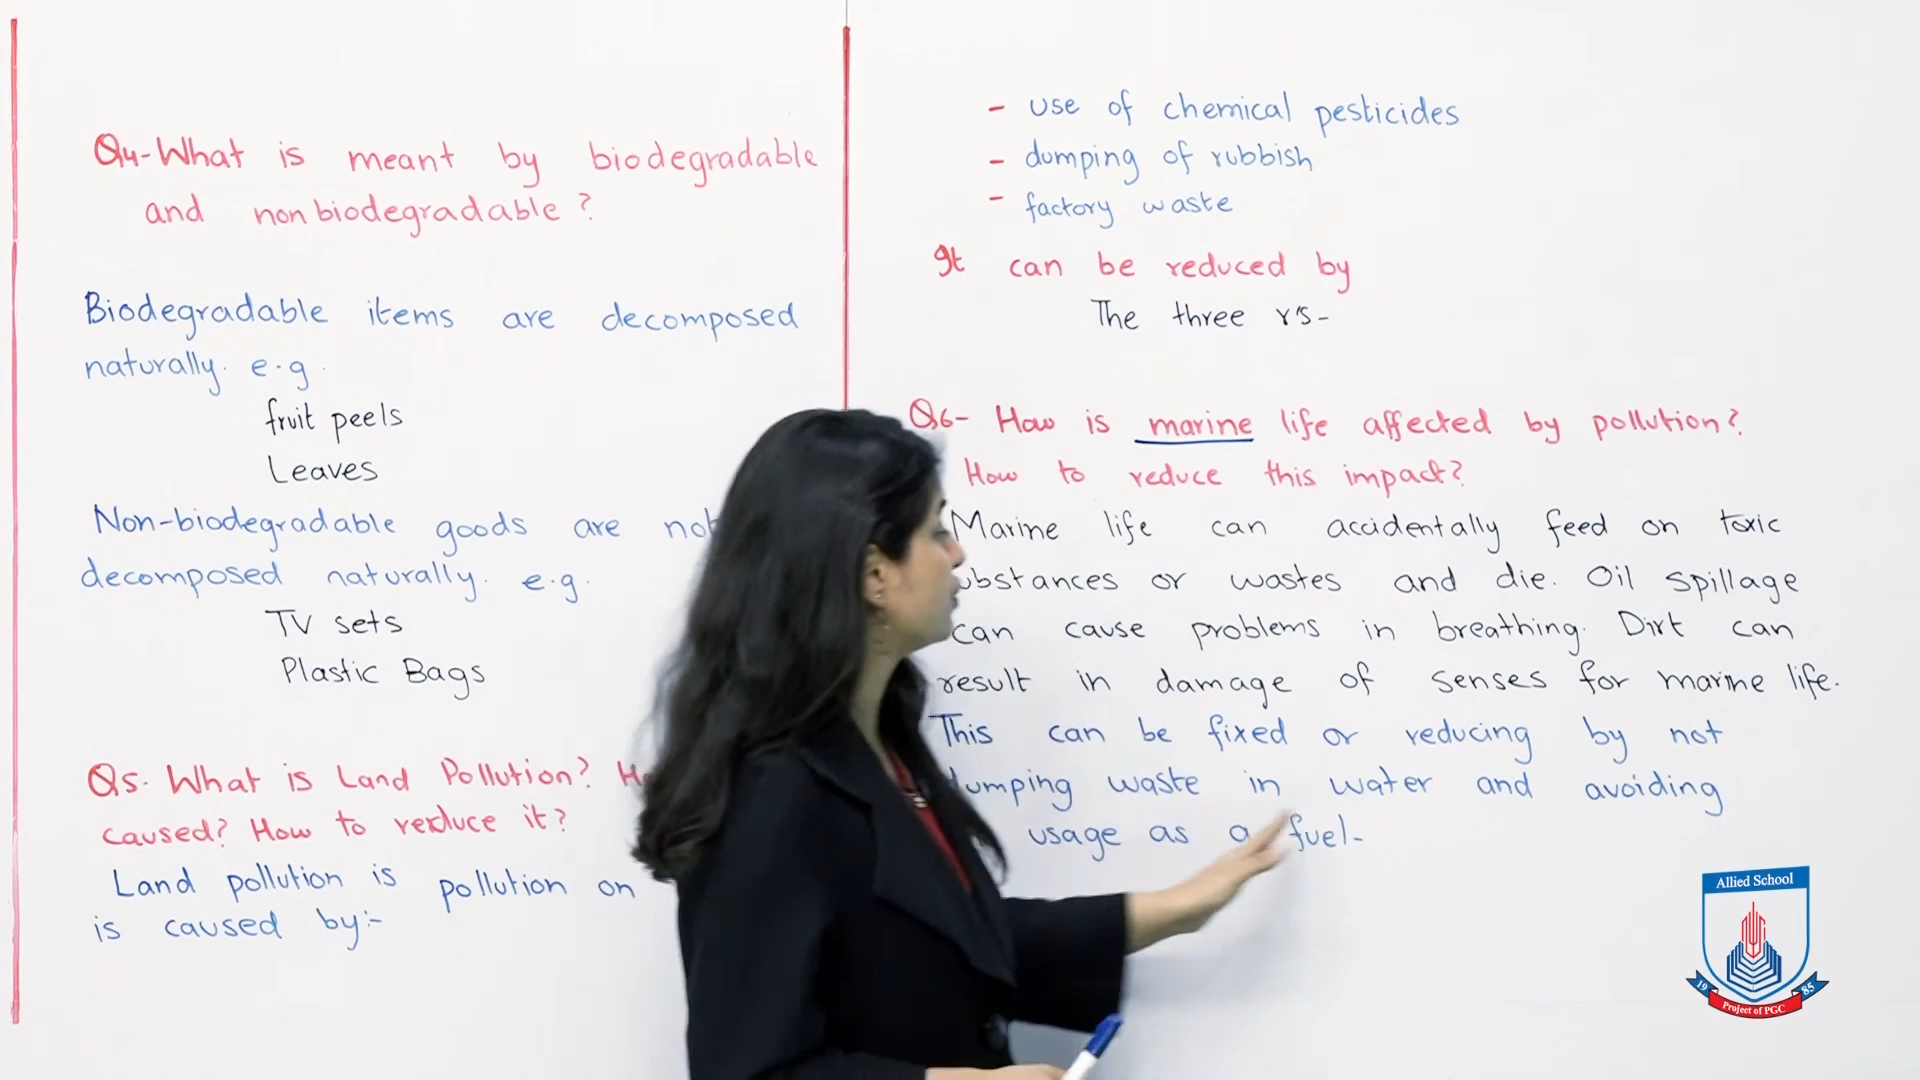 Q4-What is meant by biodegradable
and nonbiodegradable?
Biodegradable items are decomposed
naturally. e.g.
fruit peels
Leaves
Non-biodegradable goods are not
decomposed naturally. e.g.
TV sets
Plastic Bags
Q5. What is Land Pollution?
caused? How to reduce it?
Land pollution is pollution on
is caused by:-
- use of chemical pesticides
- dumping of rubbish
- factory waste
It can be reduced by
The three r's-
Q6- How is marine life affected by pollution?
How to reduce this impact?
Marine life can accidentally feed on toxic
ubstances or wastes and die. Oil spillage
can cause problems in breathing. Dirt can
result in damage of senses for marine life.
This can be fixed or reducing by not
umping waste in water and avoiding
usage as a fuel-
Allied School
1985
Project of PGC